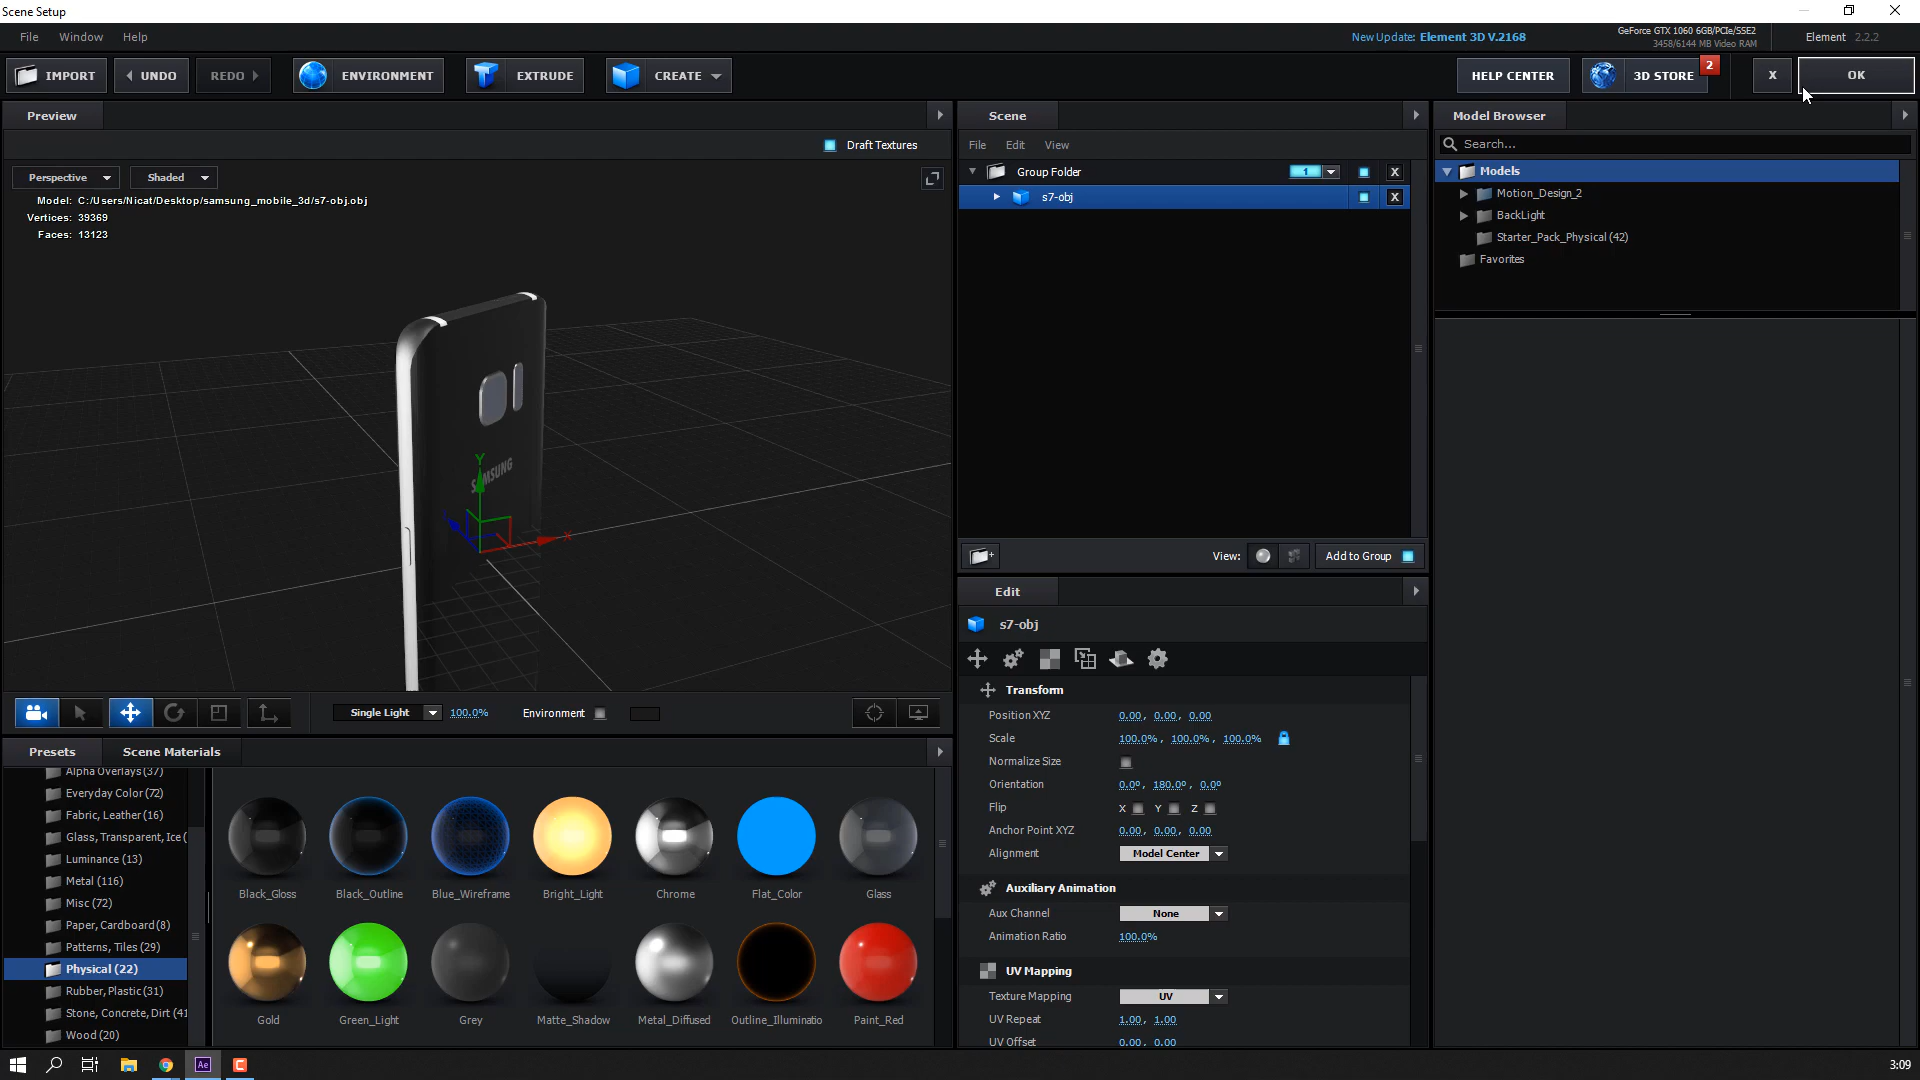 Scene Setup
File Window Help
New Update: Element 3D V.2168
GeForce GTX 1060 6GB/PCIe/SSE2
3458/6144 MB Video RAM
Element 2.2.2
IMPORT
UNDO
REDO
ENVIRONMENT
EXTRUDE
CREATE
HELP CENTER
3D STORE
2
X
OK
Preview
Draft Textures
Perspective
Shaded
Model: C:/Users/Nicat/Desktop/samsung_mobile_3d/s7-obj.obj
Vertices: 39369
Faces: 13123
SAMSUNG
Y
X
Single Light
100.0%
Environment
Scene
File Edit View
Group Folder
1
X
s7-obj
X
View:
Add to Group
Model Browser
Search...
Models
Motion_Design_2
BackLight
Starter_Pack_Physical (42)
Favorites
Edit
s7-obj
Transform
Position XYZ 0.00, 0.00, 0.00
Scale 100.0%, 100.0%, 100.0%
Normalize Size
Orientation 0.0º, 180.0º, 0.0º
Flip X Y Z
Anchor Point XYZ 0.00, 0.00, 0.00
Alignment Model Center
Auxiliary Animation
Aux Channel None
Animation Ratio 100.0%
UV Mapping
Texture Mapping UV
UV Repeat 1.00, 1.00
UV Offset 0.00, 0.00
Presets
Scene Materials
Alpha Overlays (37)
Everyday Color (72)
Fabric, Leather (16)
Glass, Transparent, Ice (
Luminance (13)
Metal (116)
Misc (72)
Paper, Cardboard (8)
Patterns, Tiles (29)
Physical (22)
Rubber, Plastic (31)
Stone, Concrete, Dirt (41
Wood (20)
Black_Gloss
Black_Outline
Blue_Wireframe
Bright_Light
Chrome
Flat_Color
Glass
Gold
Green_Light
Grey
Matte_Shadow
Metal_Diffused
Outline_Illuminatio
Paint_Red
Ae
C
3:09